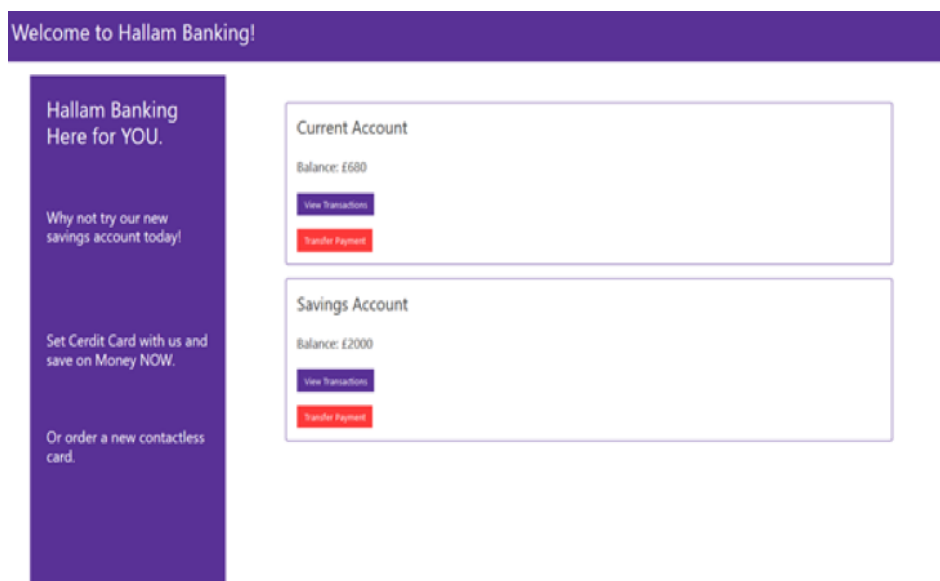 Welcome to Hallam Banking!
Hallam Banking
Here for YOU.
Why not try our new
savings account today!
Set Cerdit Card with us and
save on Money NOW.
Or order a new contactless
card.
Current Account
Balance: £680
View Transactions
Transfer Payment
Savings Account
Balance: £2000
View Transactions
Transfer Payment